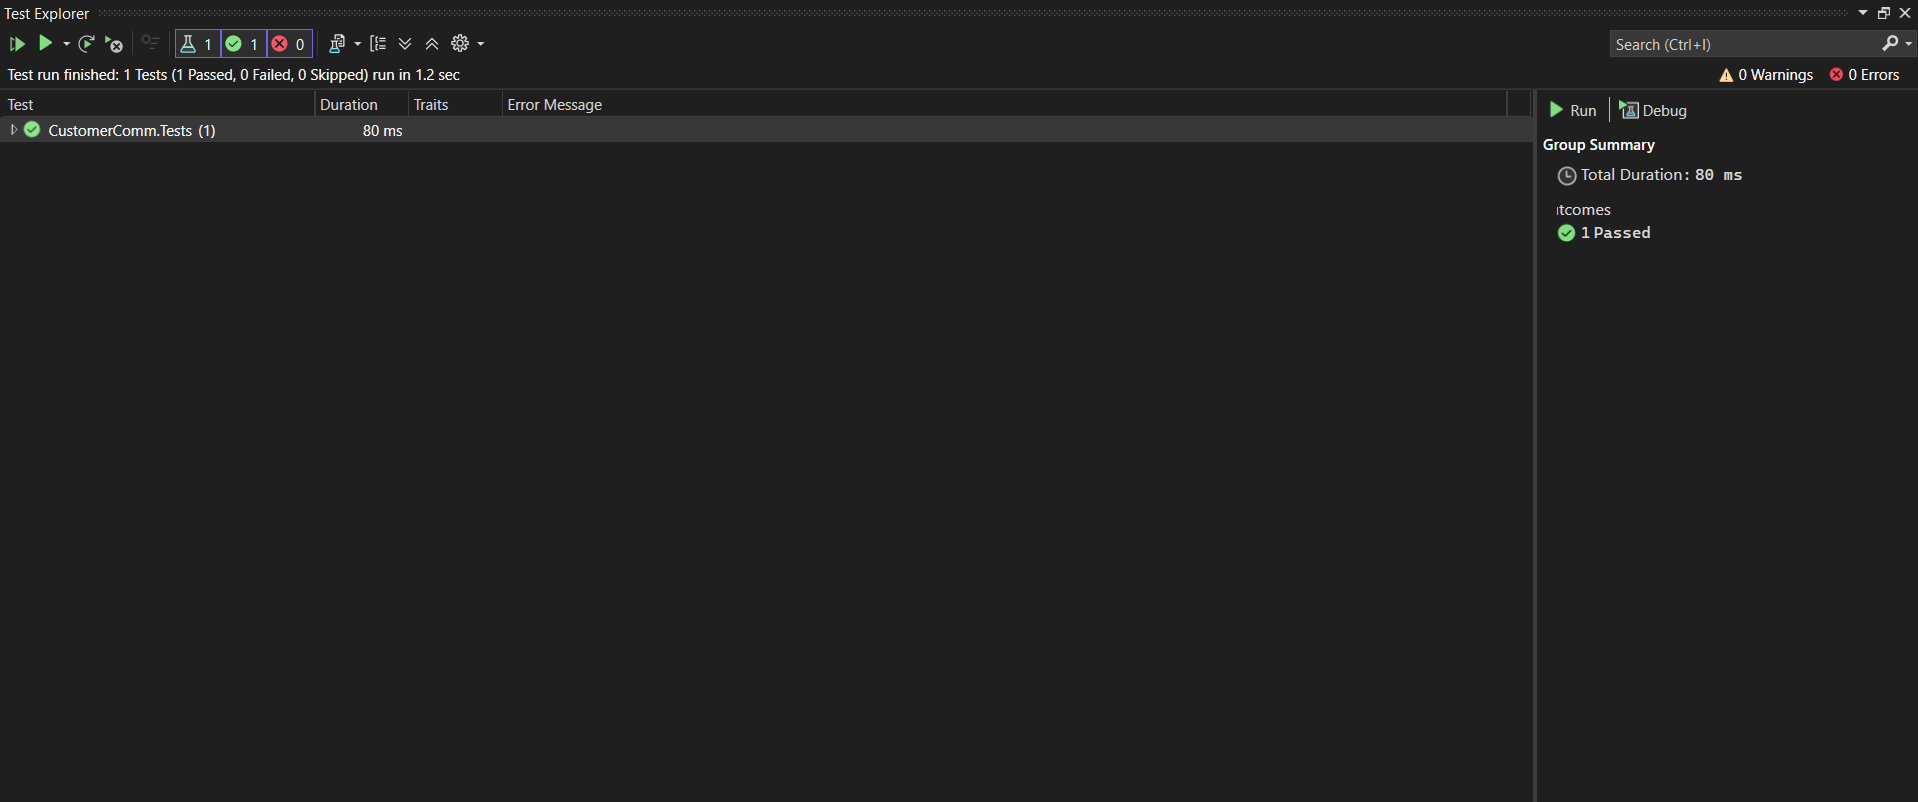 Test Explorer
1 1 0
Search (Ctrl+I)
Test run finished: 1 Tests (1 Passed, 0 Failed, 0 Skipped) run in 1.2 sec
0 Warnings 0 Errors
Test Duration Traits Error Message
CustomerComm.Tests (1) 80 ms
Run Debug
Group Summary
Total Duration: 80 ms
tcomes
1 Passed